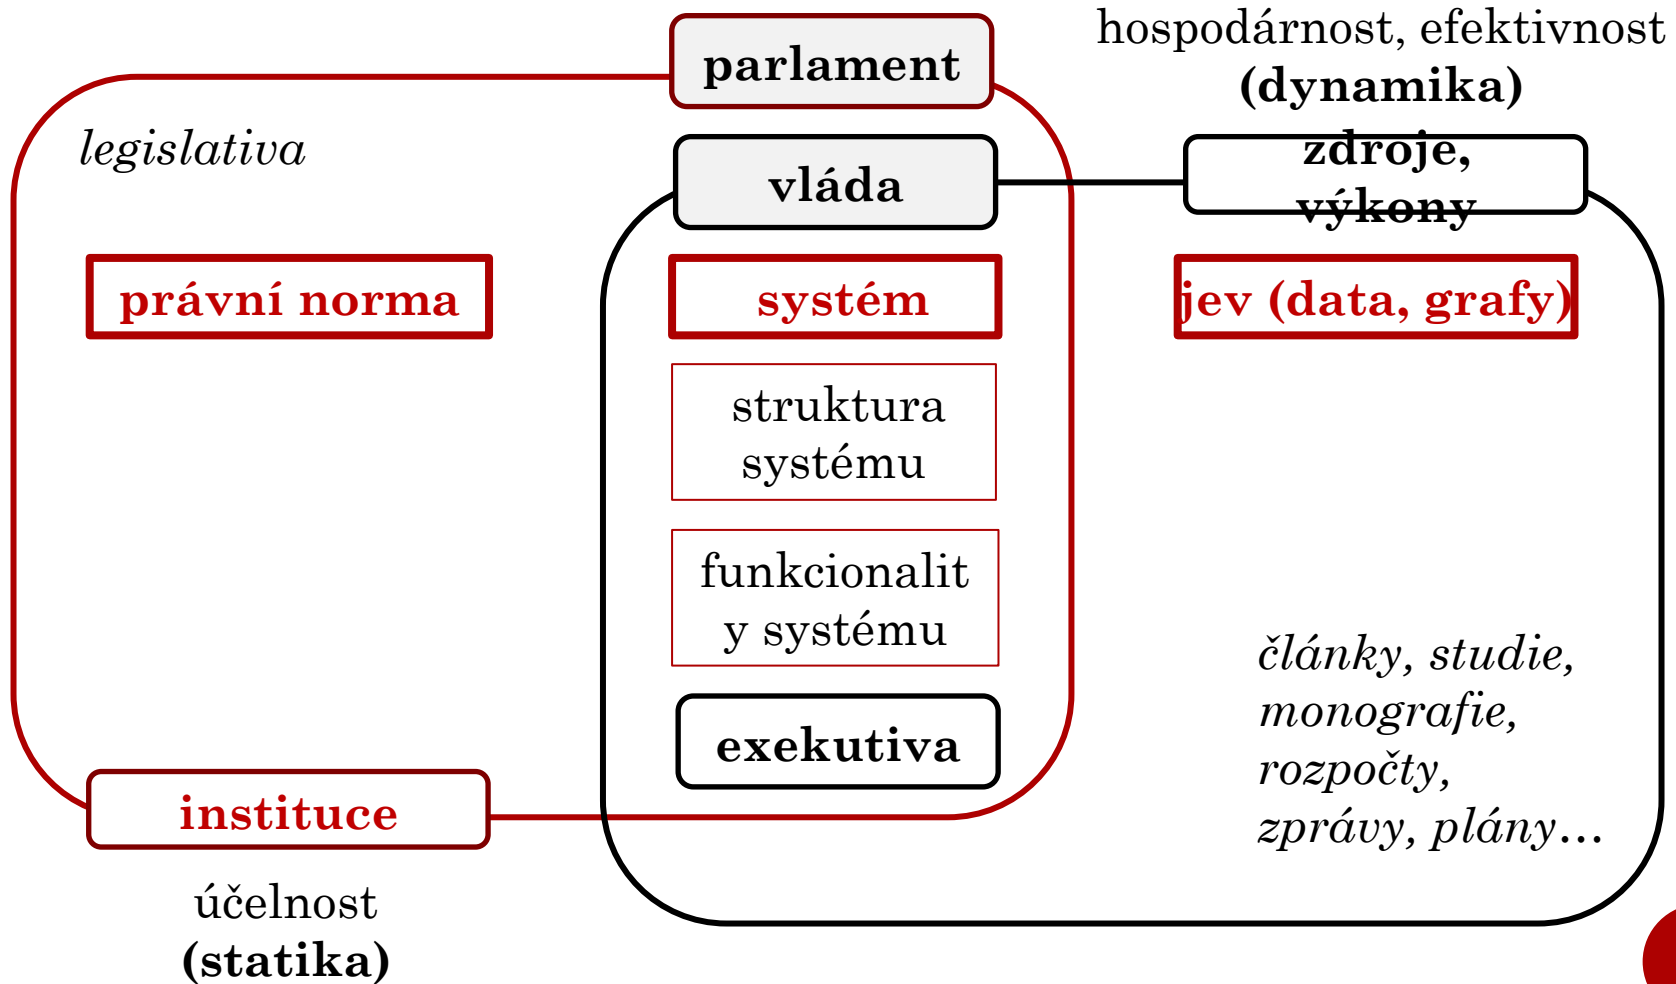 parlament
hospodárnost, efektivnost
(dynamika)
legislativa
vláda
zdroje,
výkony
právní norma
systém
jev (data, grafy)
struktura
systému
funkcionalit
y systému
exekutiva
články, studie,
monografie,
rozpočty,
zprávy, plány…
instituce
účelnost
(statika)